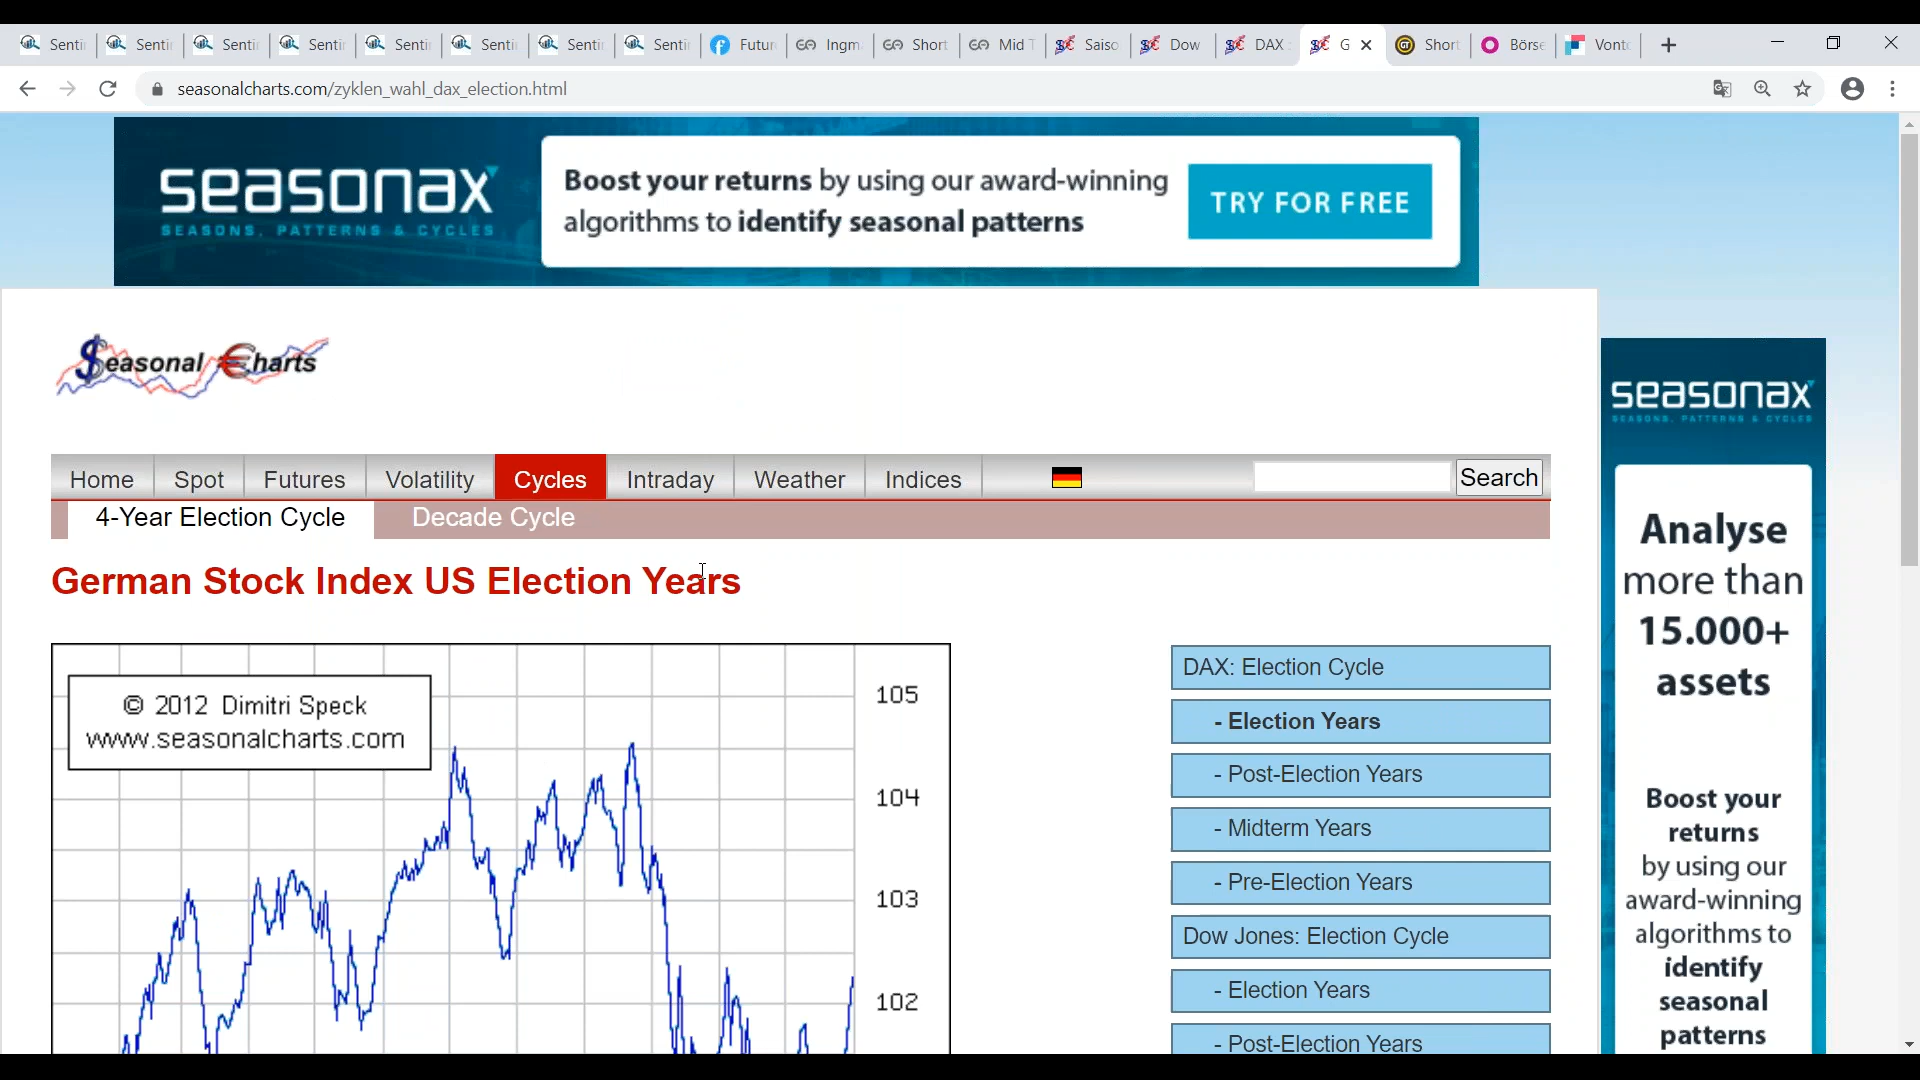 Senti
Senti
Senti
Senti
Senti
Senti
Senti
Senti
Futur
Ingm
Short
Mid T
Saiso
Dow
DAX
G
Short
Börse
Vonto
seasonalcharts.com/zyklen_wahl_dax_election.html
seasonax
SEASONS, PATTERNS & CYCLES
Boost your returns by using our award-winning
algorithms to identify seasonal patterns
TRY FOR FREE
$easonal €harts
Home
Spot
Futures
Volatility
Cycles
Intraday
Weather
Indices
Search
4-Year Election Cycle
Decade Cycle
German Stock Index US Election Years
© 2012 Dimitri Speck
www.seasonalcharts.com
105
104
103
102
DAX: Election Cycle
- Election Years
- Post-Election Years
- Midterm Years
- Pre-Election Years
Dow Jones: Election Cycle
- Election Years
- Post-Election Years
seasonax
SEASONS, PATTERNS & CYCLES
Analyse
more than
15.000+
assets
Boost your
returns
by using our
award-winning
algorithms to
identify
seasonal
patterns